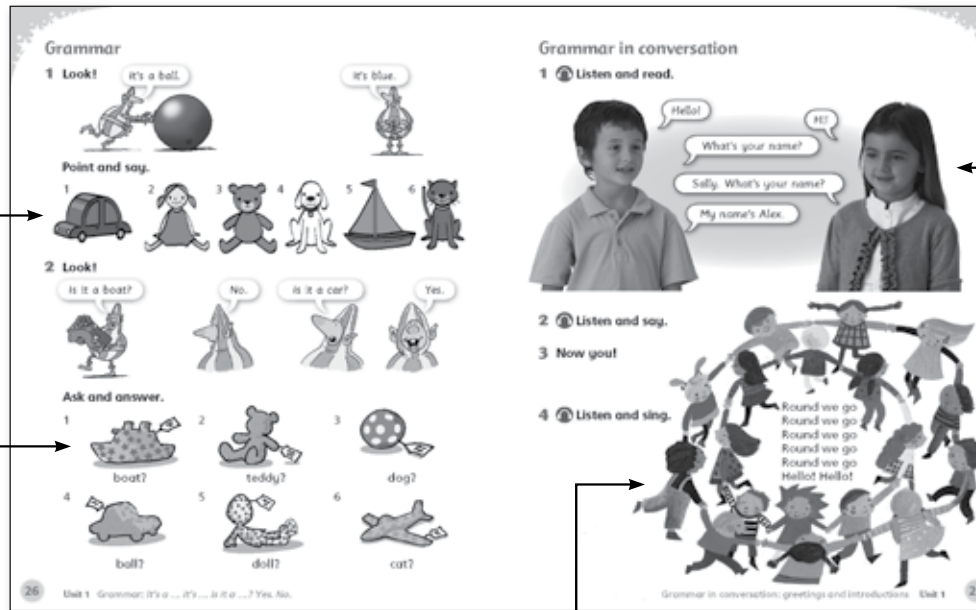 Grammar
1 Look!
it's a ball.
it's blue.
Point and say.
1 2 3 4 5 6
2 Look!
is it a boat?
No.
is it a car?
Yes.
Ask and answer.
1 2 3
boat? teddy? dog?
4 5 6
ball? doll? cat?
26 Unit 1 Grammar: It's a ... it's ... is it a ...? Yes. No.
Grammar in conversation
1 Listen and read.
Hello!
Hi!
What's your name?
Sally. What's your name?
My name's Alex.
2 Listen and say.
3 Now you!
4 Listen and sing.
Round we go
Round we go
Round we go
Round we go
Round we go
Hello! Hello!
Grammar in conversation: greetings and introductions Unit 1